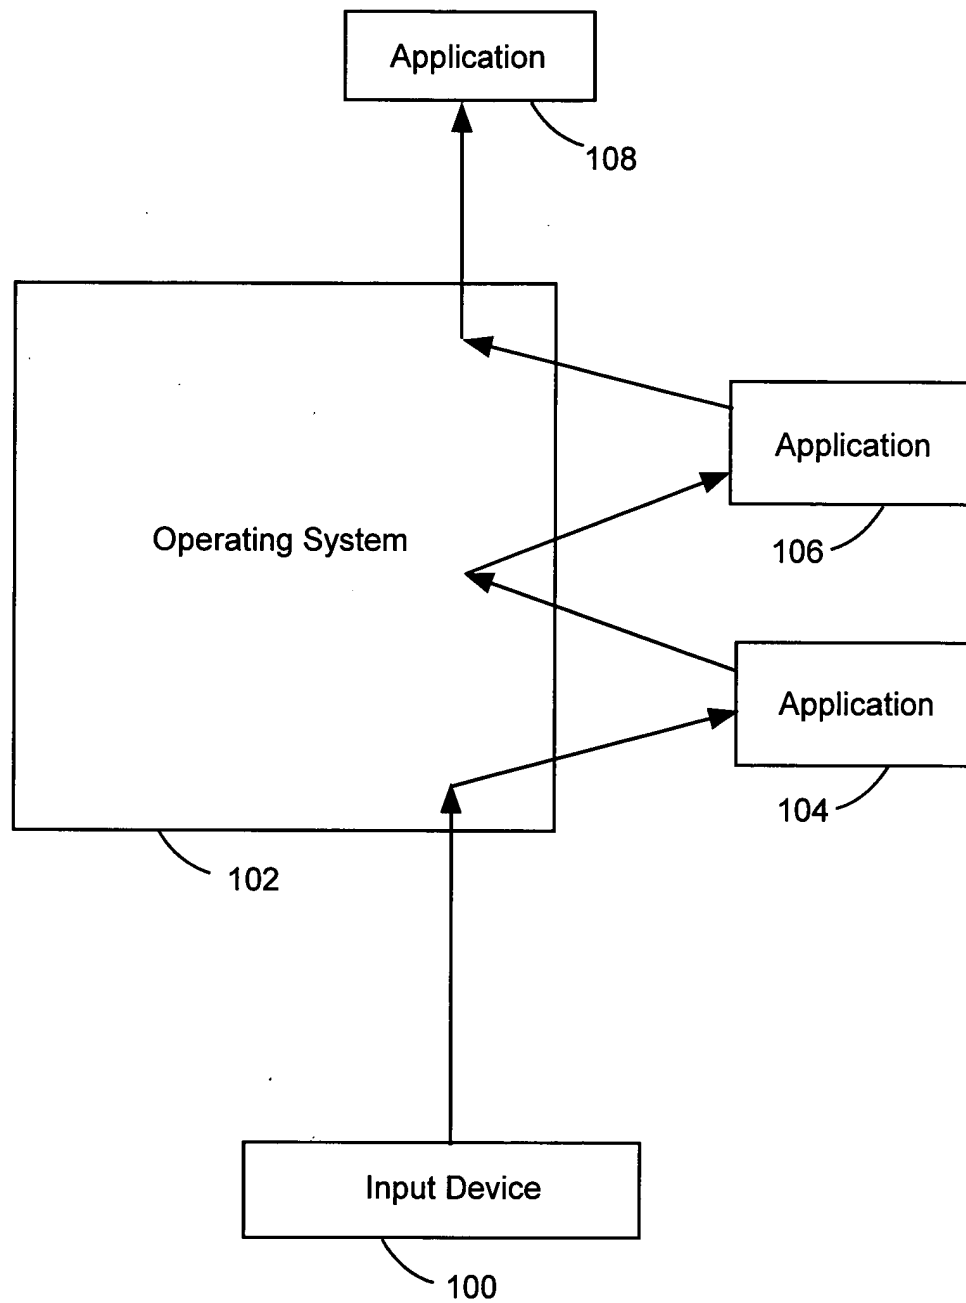 Application
108
Application
106
Operating System
Application
104
102
Input Device
100